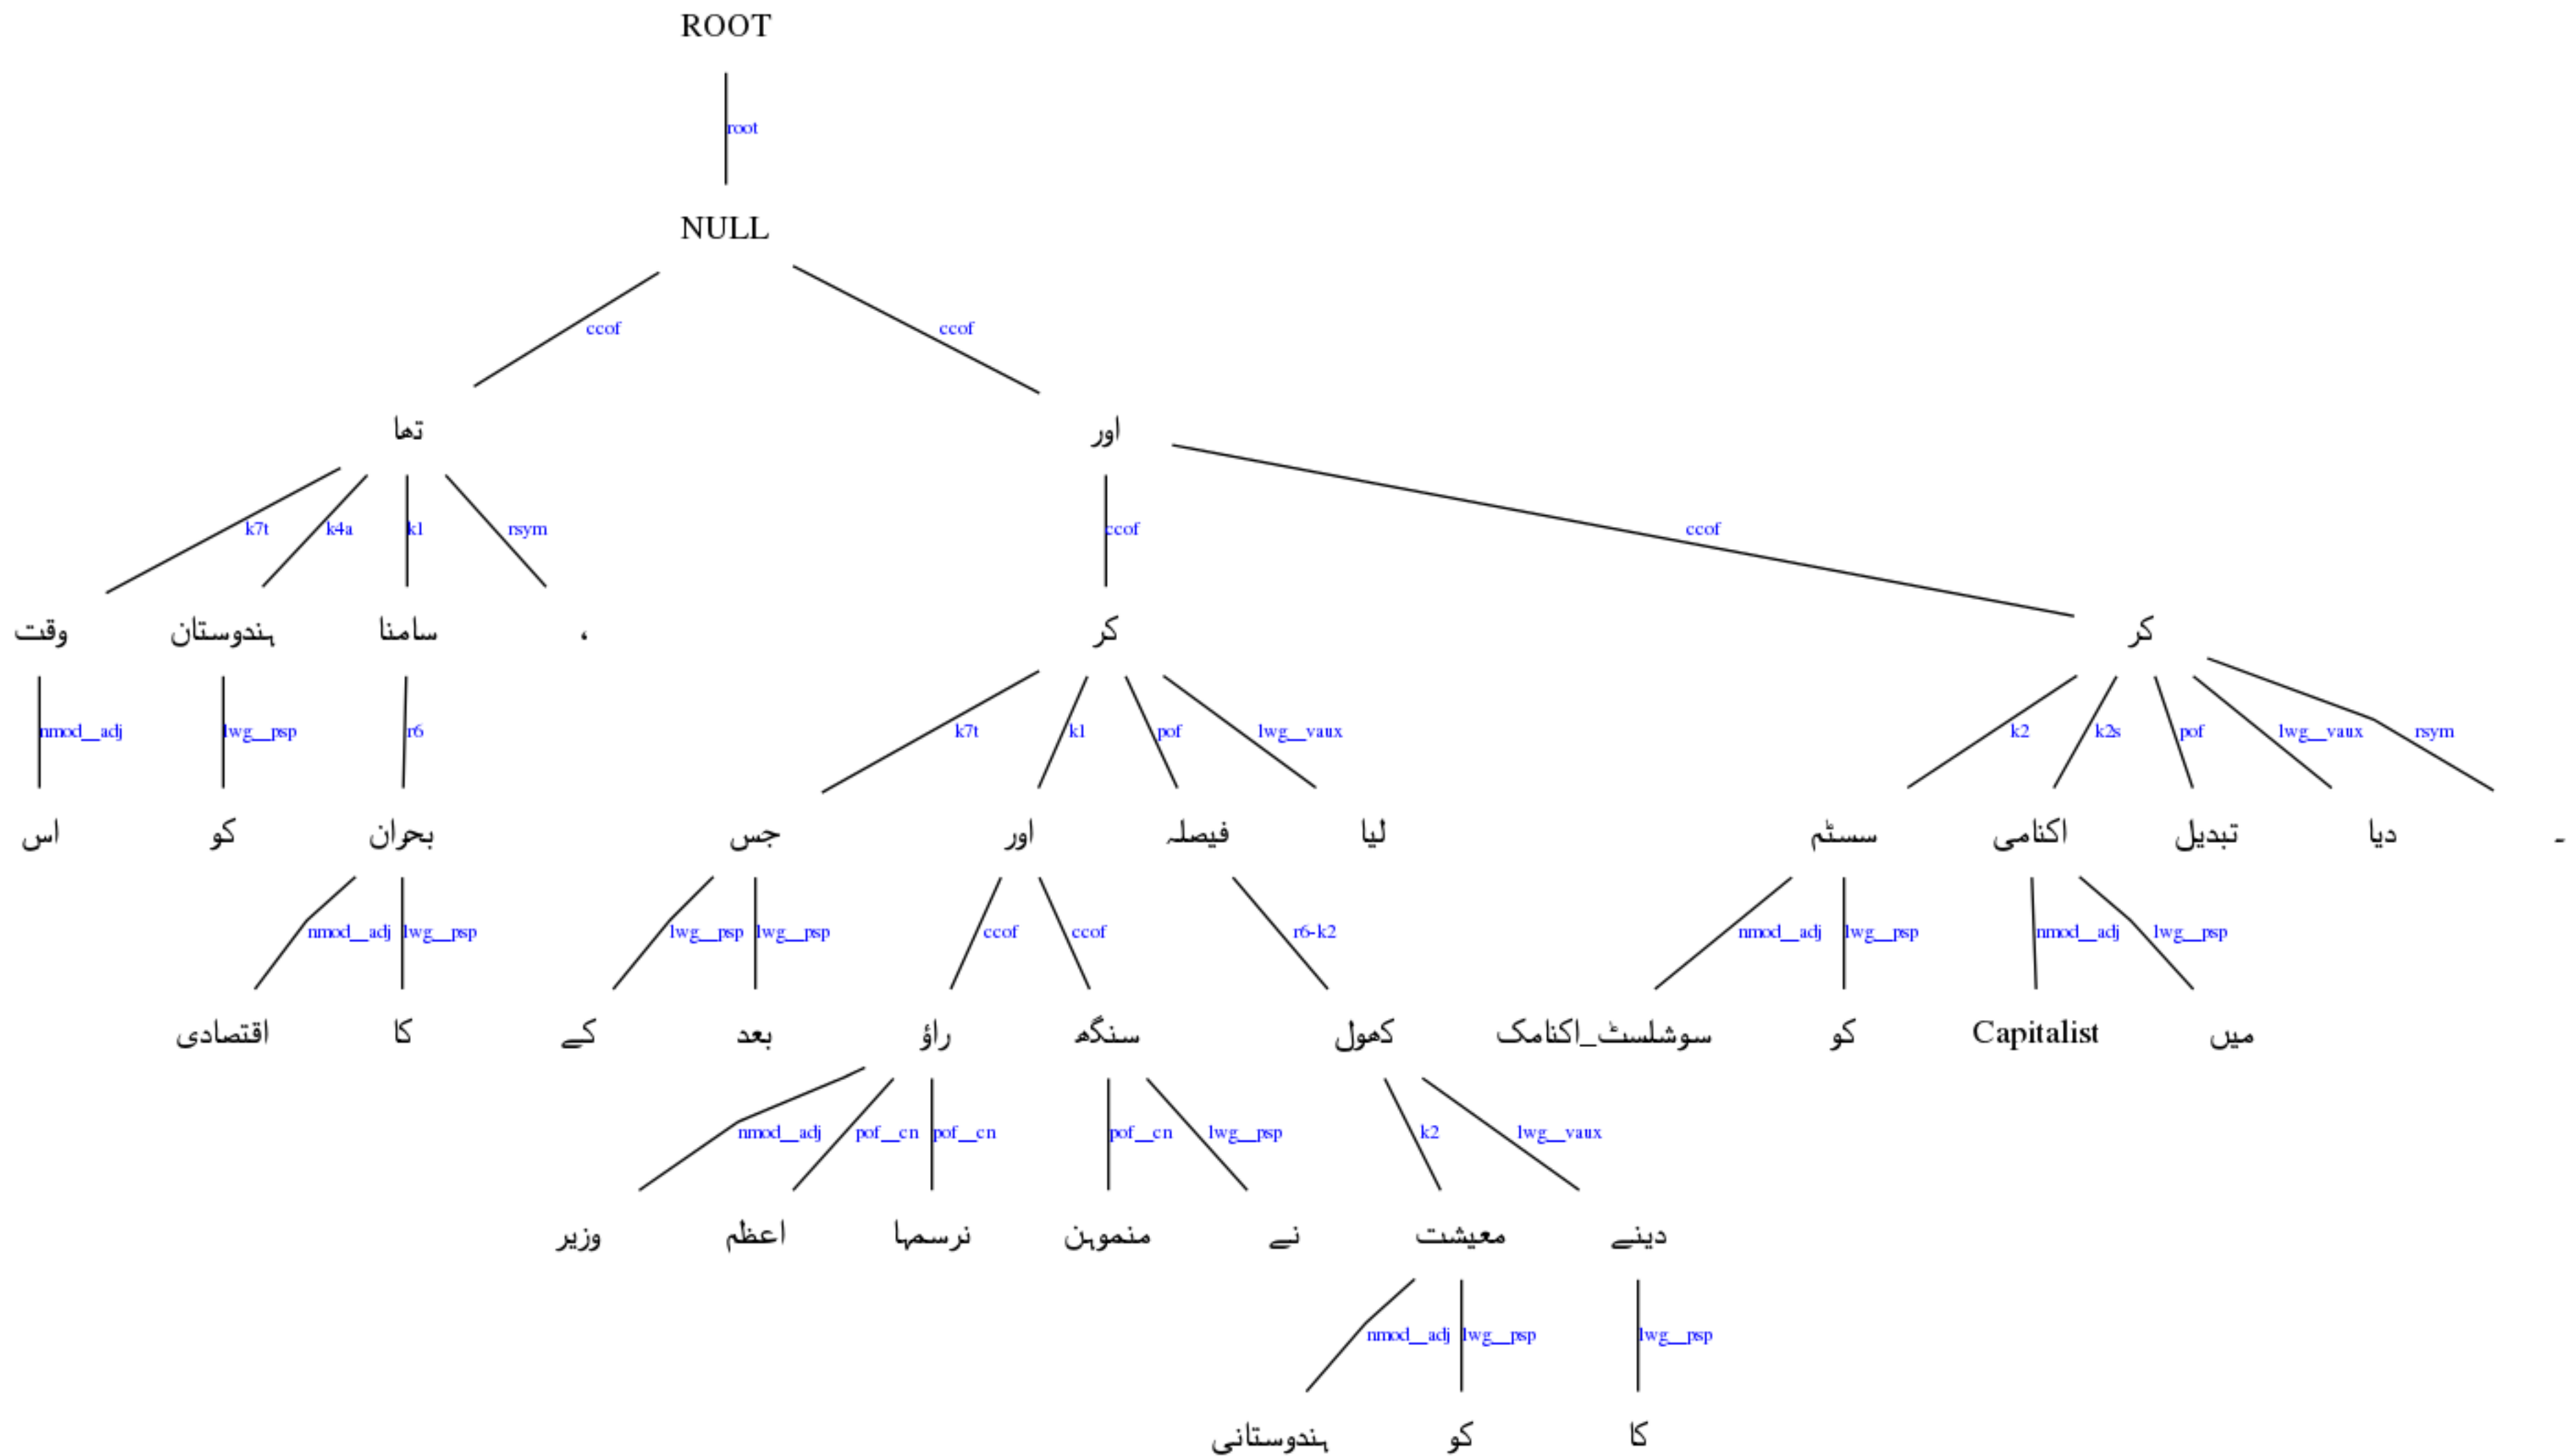 ROOT
root
NULL
ccof ccof
تھا اور
k7t k4a k1 rsym ccof ccof
وقت ہندوستان سامنا ، کر کر
nmod__adj lwg__psp r6 k7t k1 pof lwg__vaux k2 k2s pof lwg__vaux rsym
اس کو بحران جس اور فیصلہ لیا سسٹم اکنامی تبدیل دیا ۔
nmod__adj lwg__psp lwg__psp lwg__psp ccof ccof r6-k2 nmod__adj lwg__psp nmod__adj lwg__psp
اقتصادی کا کے بعد راؤ سنگھ کھول سوشلسٹ_اکنامک کو Capitalist میں
nmod__adj pof__cn pof__cn pof__cn lwg__psp k2 lwg__vaux
وزیر اعظم نرسمہا منموہن نے معیشت دینے
nmod__adj lwg__psp lwg__psp
ہندوستانی کو کا